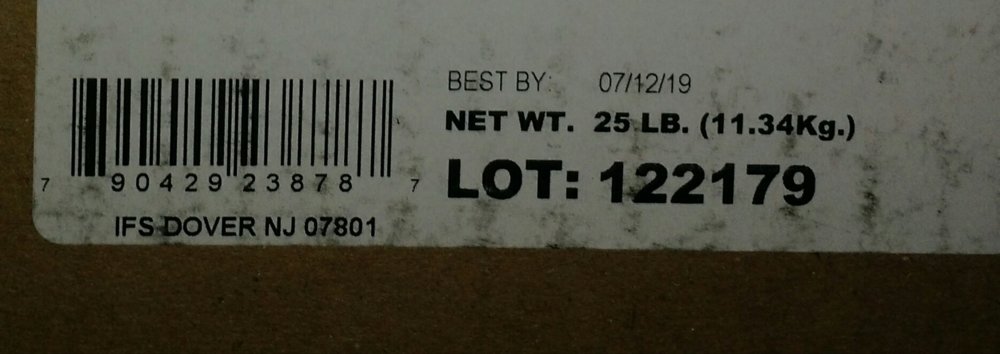 7 90429 23878 7
IFS DOVER NJ 07801
BEST BY: 07/12/19
NET WT. 25 LB. (11.34Kg.)
LOT: 122179